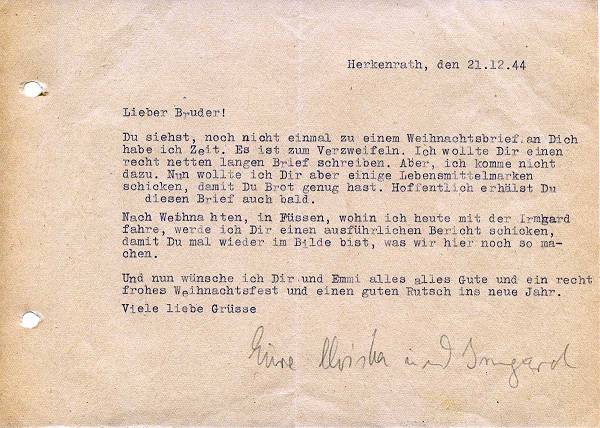 Herkenrath, den 21.12.44
Lieber Bruder!
Du siehst, noch nicht einmal zu einem Weihnachtsbrief an Dich
habe ich Zeit. Es ist zum Verzweifeln. Ich wollte Dir einen
recht netten langen Brief schreiben. Aber, ich komme nicht
dazu. Nun wollte ich Dir aber einige Lebensmittelmarken
schicken, damit Du Brot genug hast. Hoffentlich erhälst Du
diesen Brief auch bald.
Nach Weihna hten, in Füssen, wohin ich heute mit der Irmgard
fahre, werde ich Dir einen ausführlichen Bericht schicken,
damit Du mal wieder im Bilde bist, was wir hier noch so ma-
chen.
Und nun wünsche ich Dir und Emmi alles alles Gute und ein recht
frohes Weihnachtsfest und einen guten Rutsch ins neue Jahr.
Viele liebe Grüsse
Eure und Irmgard